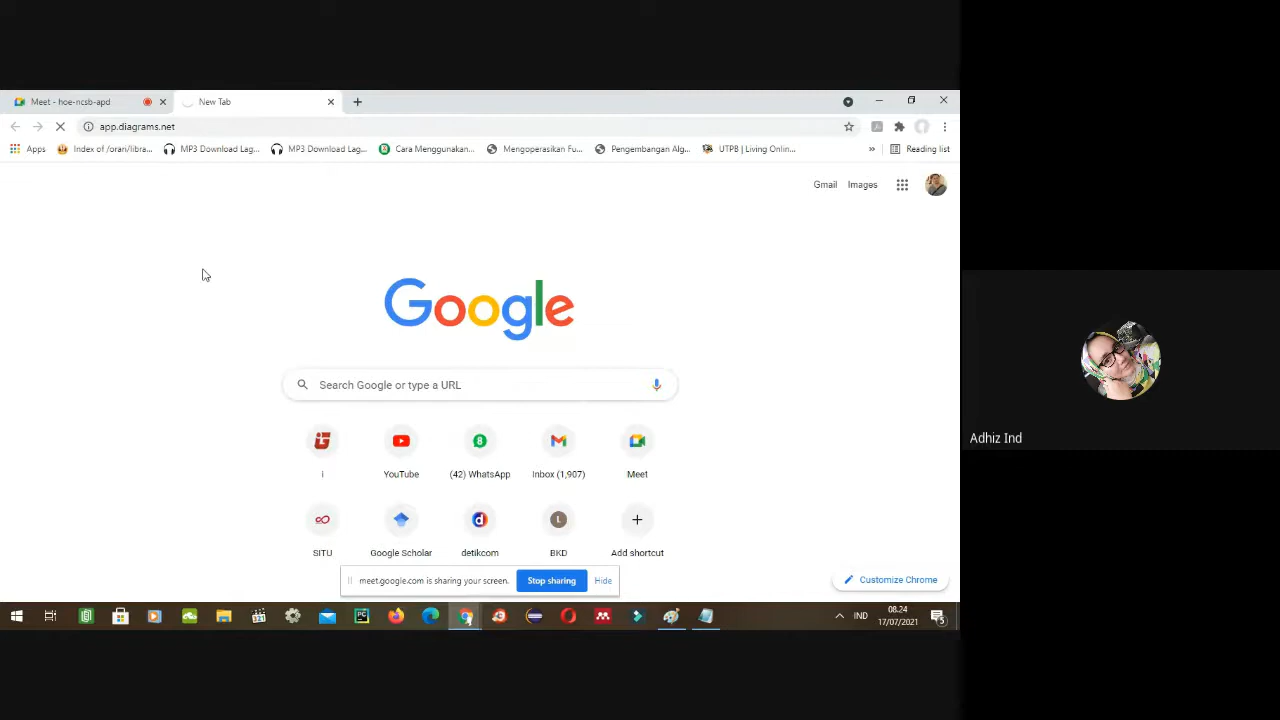 Meet - hoe-ncsb-apd
New Tab
app.diagrams.net
Apps
Index of /orari/libra...
MP3 Download Lag...
MP3 Download Lag...
Cara Menggunakan...
Mengoperasikan Fu...
Pengembangan Alg...
UTPB | Living Onlin...
»
Reading list
Gmail
Images
Google
Search Google or type a URL
i
YouTube
(42) WhatsApp
Inbox (1,907)
Meet
SITU
Google Scholar
detikcom
BKD
Add shortcut
meet.google.com is sharing your screen.
Stop sharing
Hide
Customize Chrome
IND
08.24
17/07/2021
Adhiz Ind